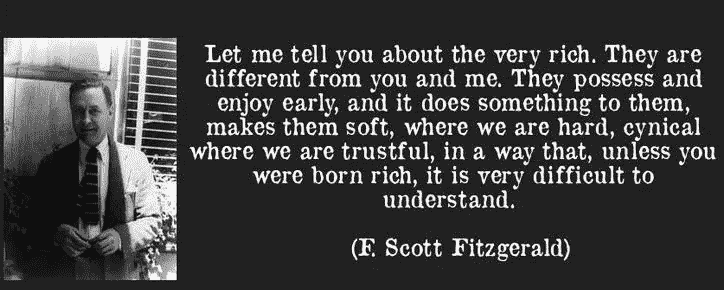 Let me tell you about the very rich. They are
different from you and me. They possess and
enjoy early, and it does something to them,
makes them soft, where we are hard, cynical
where we are trustful, in a way that, unless you
were born rich, it is very difficult to
understand.
(F. Scott Fitzgerald)